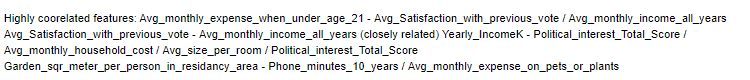 Highly coorelated features: Avg_monthly_expense_when_under_age_21 - Avg_Satisfaction_with_previous_vote / Avg_monthly_income_all_years
Avg_Satisfaction_with_previous_vote - Avg_monthly_income_all_years (closely related) Yearly_IncomeK - Political_interest_Total_Score /
Avg_monthly_household_cost / Avg_size_per_room / Political_interest_Total_Score
Garden_sqr_meter_per_person_in_residancy_area - Phone_minutes_10_years / Avg_monthly_expense_on_pets_or_plants